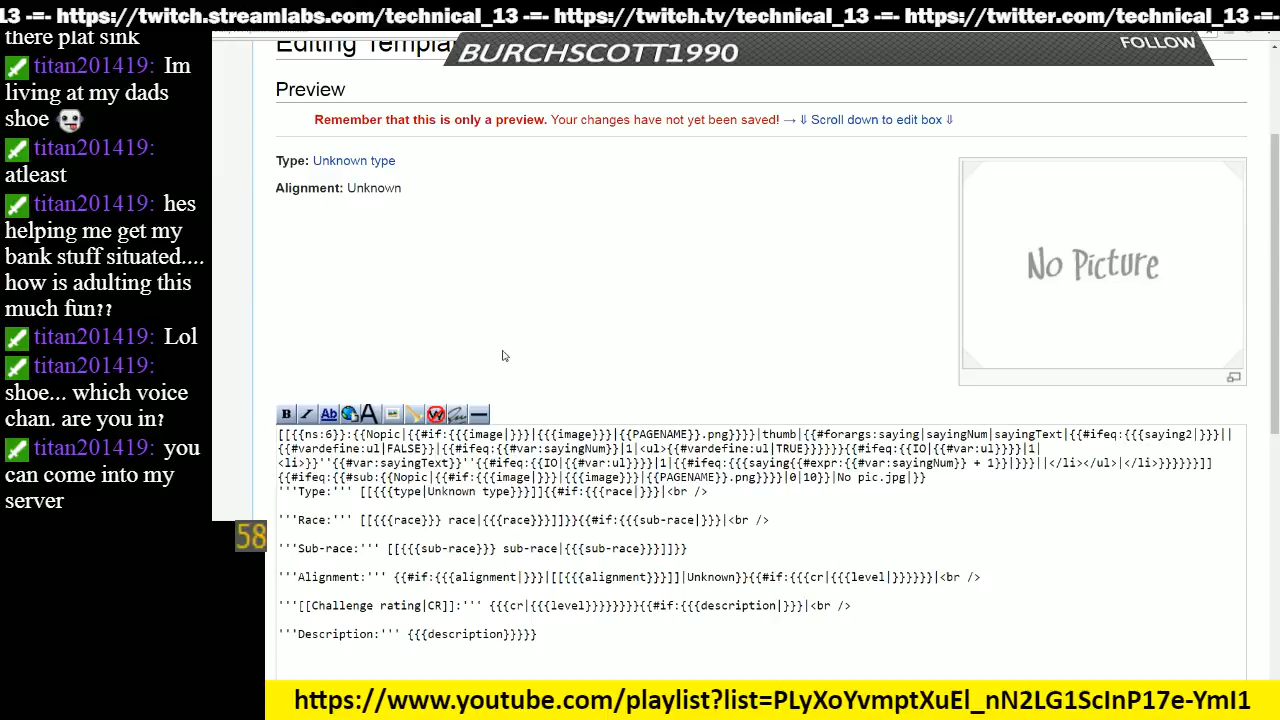 13 -=- https://twitch.streamlabs.com/technical_13 -=- https://twitch.tv/technical_13 -=- https://twitter.com/technical_13 -=-
there plat sink
titan201419: Im
living at my dads
shoe
titan201419:
atleast
titan201419: hes
helping me get my
bank stuff situated....
how is adulting this
much fun??
titan201419: Lol
titan201419:
shoe... which voice
chan. are you in?
titan201419: you
can come into my
server
58
BURCHSCOTT1990
FOLLOW
Preview
Remember that this is only a preview. Your changes have not yet been saved! → ⇓ Scroll down to edit box ⇓
Type: Unknown type
Alignment: Unknown
No Picture
B I Ab A W
[[{{ns:6}}:{{Nopic|{{#if:{{{image|}}}|{{{image}}}|{{PAGENAME}}.png}}}}|thumb|{{#forargs:saying|sayingNum|sayingText|{{#ifeq:{{{saying2|}}}||
{{#vardefine:ul|FALSE}}|{{#ifeq:{{#var:sayingNum}}|1|<ul>{{#vardefine:ul|TRUE}}}}}}{{#ifeq:{{IO|{{#var:ul}}}}|1|
<li>}}''{{#var:sayingText}}''{{#ifeq:{{IO|{{#var:ul}}}}|1|{{#ifeq:{{{saying{{#expr:{{#var:sayingNum}} + 1}}|}}}||</li></ul>|</li>}}}}}}]]
{{#ifeq:{{#sub:{{Nopic|{{#if:{{{image|}}}|{{{image}}}|{{PAGENAME}}.png}}}}|0|10}}|No pic.jpg|}}
'''Type:''' [[{{{type|Unknown type}}}]]{{#if:{{{race|}}}|<br />
'''Race:''' [[{{{race}}} race|{{{race}}}]]}}{{#if:{{{sub-race|}}}|<br />
'''Sub-race:''' [[{{{sub-race}}} sub-race|{{{sub-race}}}]]}}
'''Alignment:''' {{#if:{{{alignment|}}}|[[{{{alignment}}}]]|Unknown}}{{#if:{{{cr|{{{level|}}}}}}|<br />
'''[[Challenge rating|CR]]:''' {{{cr|{{{level}}}}}}}}{{#if:{{{description|}}}|<br />
'''Description:''' {{{description}}}}}
https://www.youtube.com/playlist?list=PLyXoYvmptXuEl_nN2LG1ScInP17e-YmI1